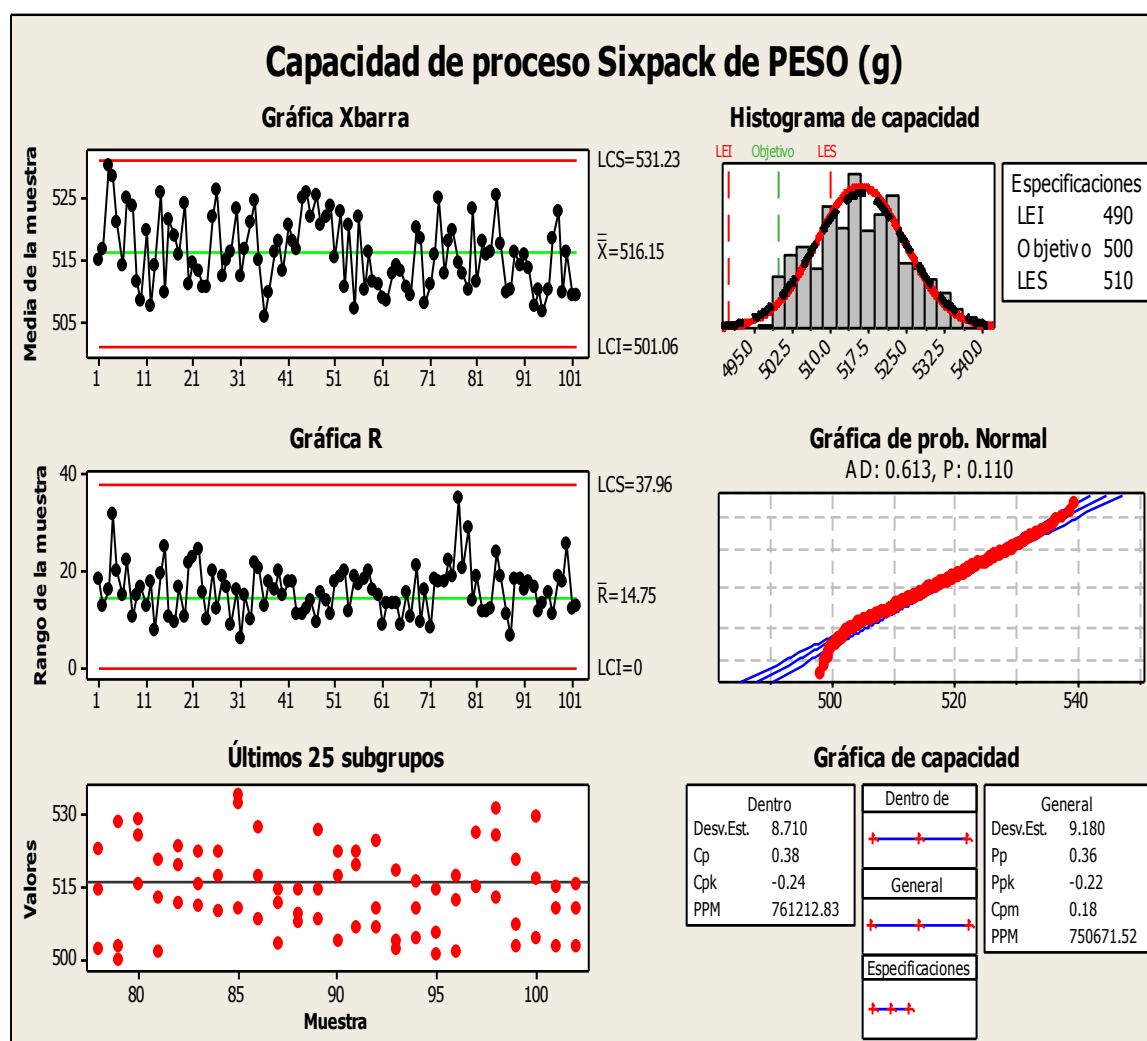 Capacidad de proceso Sixpack de PESO (g)
Gráfica Xbarra
Media de la muestra
525
515
505
1 11 21 31 41 51 61 71 81 91 101
LCS=531.23
X=516.15
LCI=501.06
Histograma de capacidad
LEI Objetivo LES
495.0 502.5 510.0 517.5 525.0 532.5 540.0
Especificaciones
LEI 490
Objetivo 500
LES 510
Gráfica R
Rango de la muestra
40
20
0
1 11 21 31 41 51 61 71 81 91 101
LCS=37.96
R=14.75
LCI=0
Gráfica de prob. Normal
AD: 0.613, P: 0.110
500 520 540
Últimos 25 subgrupos
Valores
530
515
500
80 85 90 95 100
Muestra
Gráfica de capacidad
Dentro
Desv.Est. 8.710
Cp 0.38
Cpk -0.24
PPM 761212.83
Dentro de
General
Especificaciones
General
Desv.Est. 9.180
Pp 0.36
Ppk -0.22
Cpm 0.18
PPM 750671.52